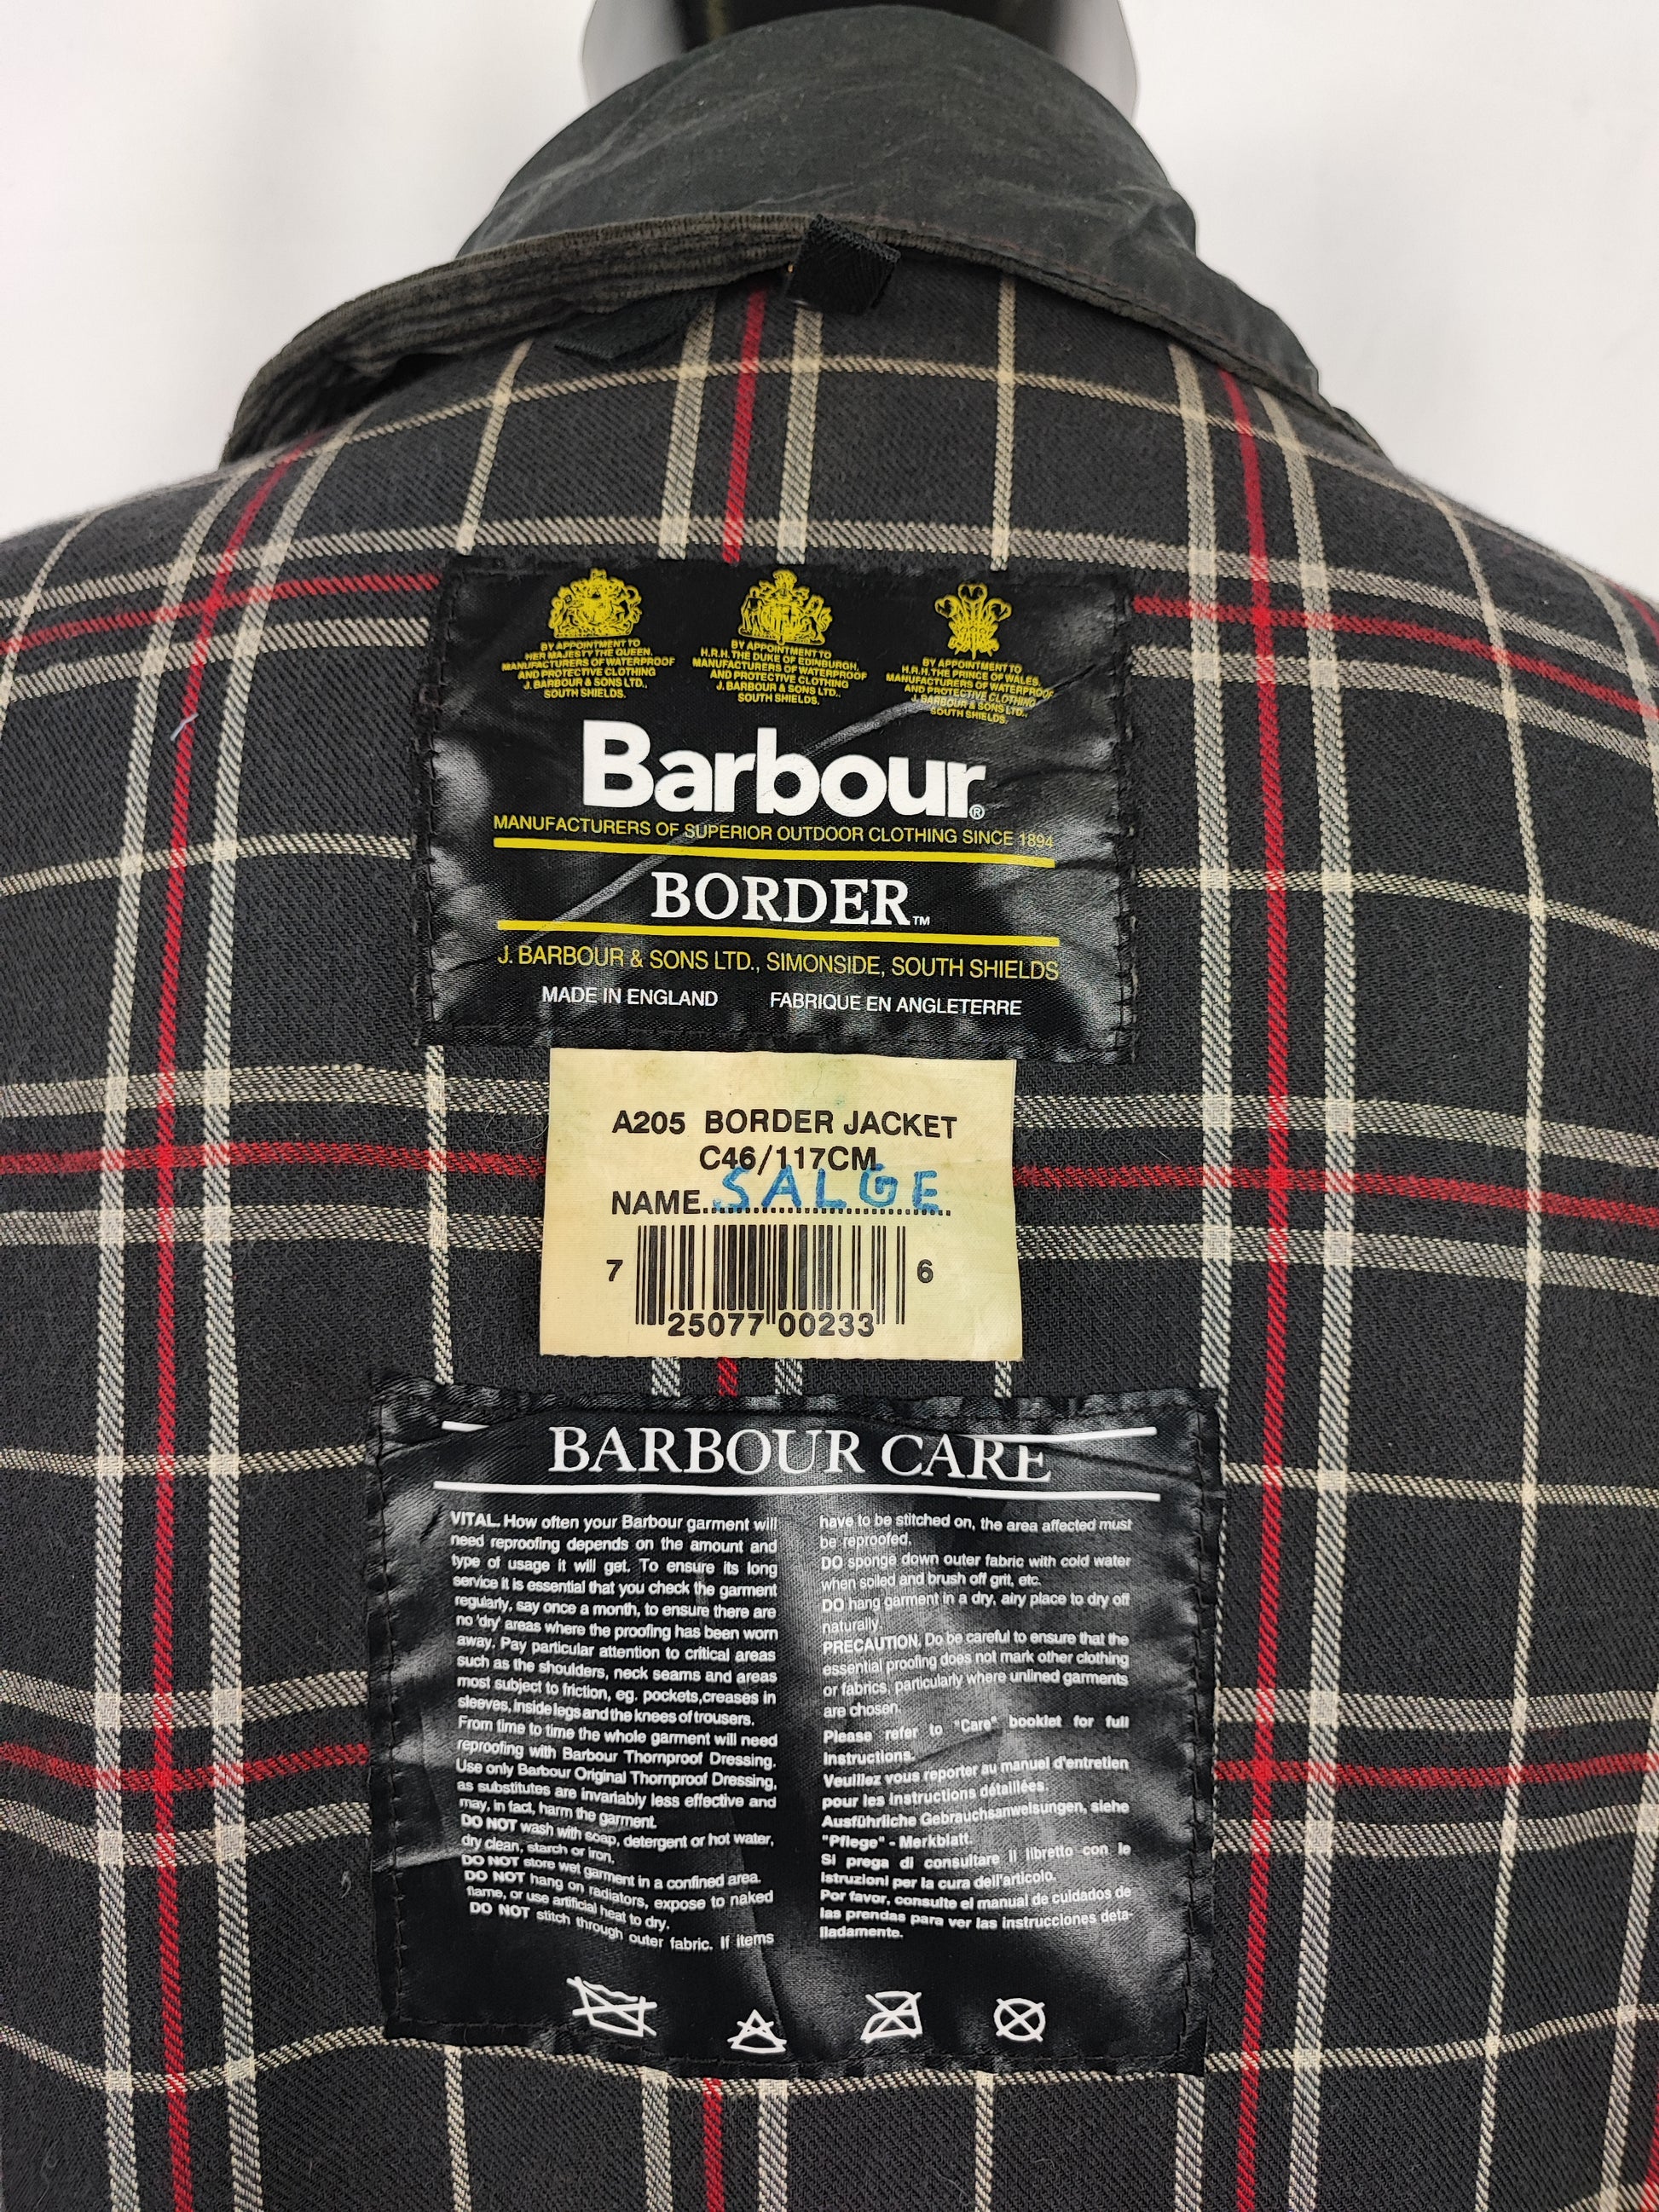 BY APPOINTMENT TO
HER MAJESTY THE QUEEN,
MANUFACTURERS OF WATERPROOF
AND PROTECTIVE CLOTHING
J. BARBOUR & SONS LTD.,
SOUTH SHIELDS.
BY APPOINTMENT TO
H.R.H. THE DUKE OF EDINBURGH,
MANUFACTURERS OF WATERPROOF
AND PROTECTIVE CLOTHING
J. BARBOUR & SONS LTD.,
SOUTH SHIELDS.
BY APPOINTMENT TO
H.R.H. THE PRINCE OF WALES,
MANUFACTURERS OF WATERPROOF
AND PROTECTIVE CLOTHING
J. BARBOUR & SONS LTD.,
SOUTH SHIELDS.
Barbour®
MANUFACTURERS OF SUPERIOR OUTDOOR CLOTHING SINCE 1894
BORDER™
J. BARBOUR & SONS LTD., SIMONSIDE, SOUTH SHIELDS
MADE IN ENGLAND FABRIQUE EN ANGLETERRE
A205 BORDER JACKET
C46/117CM
NAME SALGE
7 25077 00233 6
BARBOUR CARE
VITAL. How often your Barbour garment will
need reproofing depends on the amount and
type of usage it will get. To ensure its long
service it is essential that you check the garment
regularly, say once a month, to ensure there are
no 'dry' areas where the proofing has been worn
away. Pay particular attention to critical areas
such as the shoulders, neck seams and areas
most subject to friction, eg. pockets,creases in
sleeves, inside legs and the knees of trousers.
From time to time the whole garment will need
reproofing with Barbour Thornproof Dressing.
Use only Barbour Original Thornproof Dressing,
as substitutes are invariably less effective and
may, in fact, harm the garment.
DO NOT wash with soap, detergent or hot water,
dry clean, starch or iron.
DO NOT store wet garment in a confined area.
DO NOT hang on radiators, expose to naked
flame, or use artificial heat to dry.
DO NOT stitch through outer fabric. If items
have to be stitched on, the area affected must
be reproofed.
DO sponge down outer fabric with cold water
when soiled and brush off grit, etc.
DO hang garment in a dry, airy place to dry off
naturally.
PRECAUTION. Do be careful to ensure that the
essential proofing does not mark other clothing
or fabrics, particularly where unlined garments
are chosen.
Please refer to "Care" booklet for full
instructions.
Veuillez vous reporter au manuel d'entretien
pour les instructions détaillées.
Ausführliche Gebrauchsanweisungen, siehe
"Pflege" - Merkblatt.
Si prega di consultare il libretto con le
istruzioni per la cura dell'articolo.
Por favor, consulte el manual de cuidados de
las prendas para ver las instrucciones deta-
lladamente.